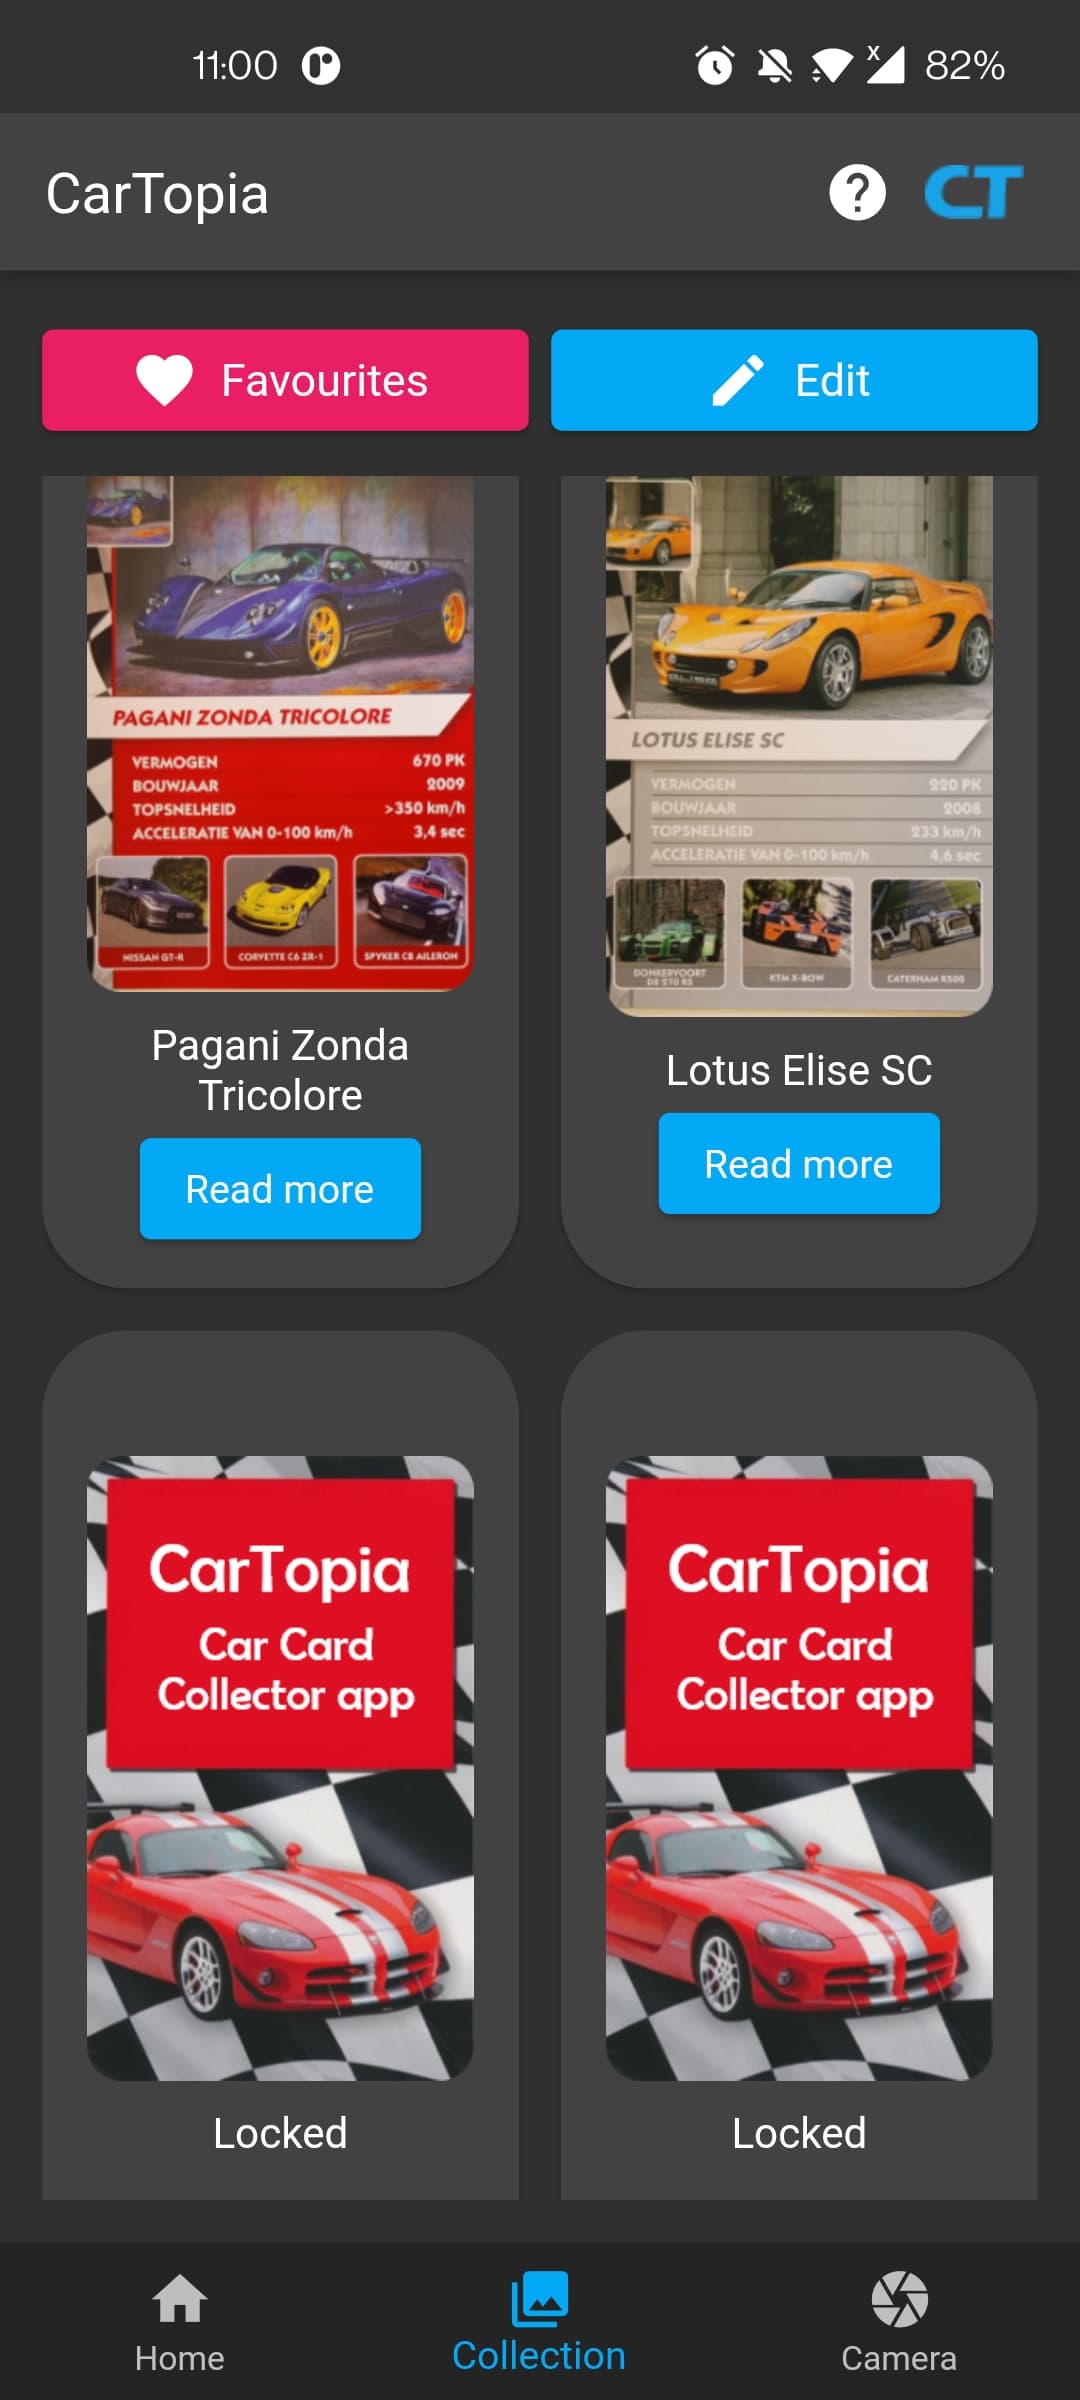 11:00
82%
CarTopia
CT
Favourites
Edit
PAGANI ZONDA TRICOLORE
VERMOGEN 670 PK
BOUWJAAR 2009
TOPSNELHEID >350 km/h
ACCELERATIE VAN 0-100 km/h 3,4 sec
NISSAN GT-R
CORVETTE C6 ZR-1
SPYKER C8 AILERON
Pagani Zonda
Tricolore
Read more
LOTUS ELISE SC
VERMOGEN 220 PK
BOUWJAAR 2008
TOPSNELHEID 233 km/h
ACCELERATIE VAN 0-100 km/h 4,6 sec
DONKERVOORT
D8 270 RS
KTM X-BOW
CATERHAM R500
Lotus Elise SC
Read more
CarTopia
Car Card
Collector app
Locked
CarTopia
Car Card
Collector app
Locked
Home
Collection
Camera